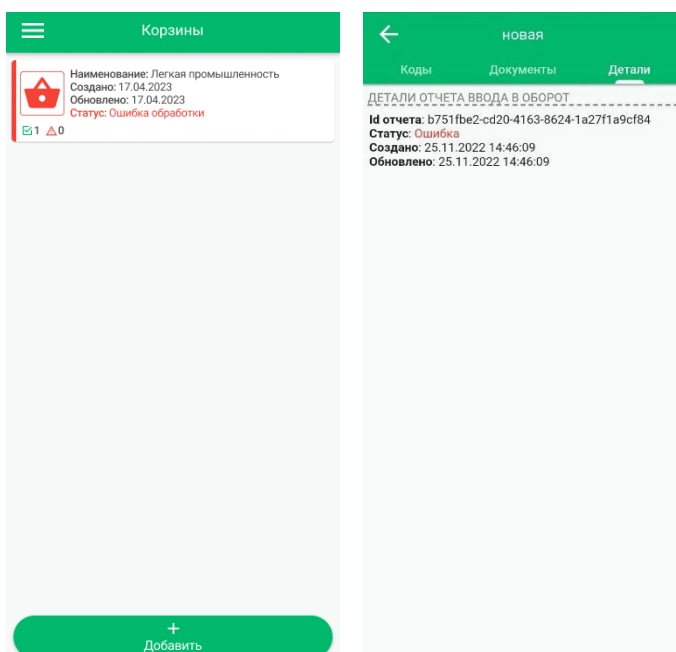 Корзины
Наименование: Легкая промышленность
Создано: 17.04.2023
Обновлено: 17.04.2023
Статус: Ошибка обработки
1 0
+
Добавить
новая
Коды Документы Детали
ДЕТАЛИ ОТЧЕТА ВВОДА В ОБОРОТ
Id отчета: b751fbe2-cd20-4163-8624-1a27f1a9cf84
Статус: Ошибка
Создано: 25.11.2022 14:46:09
Обновлено: 25.11.2022 14:46:09